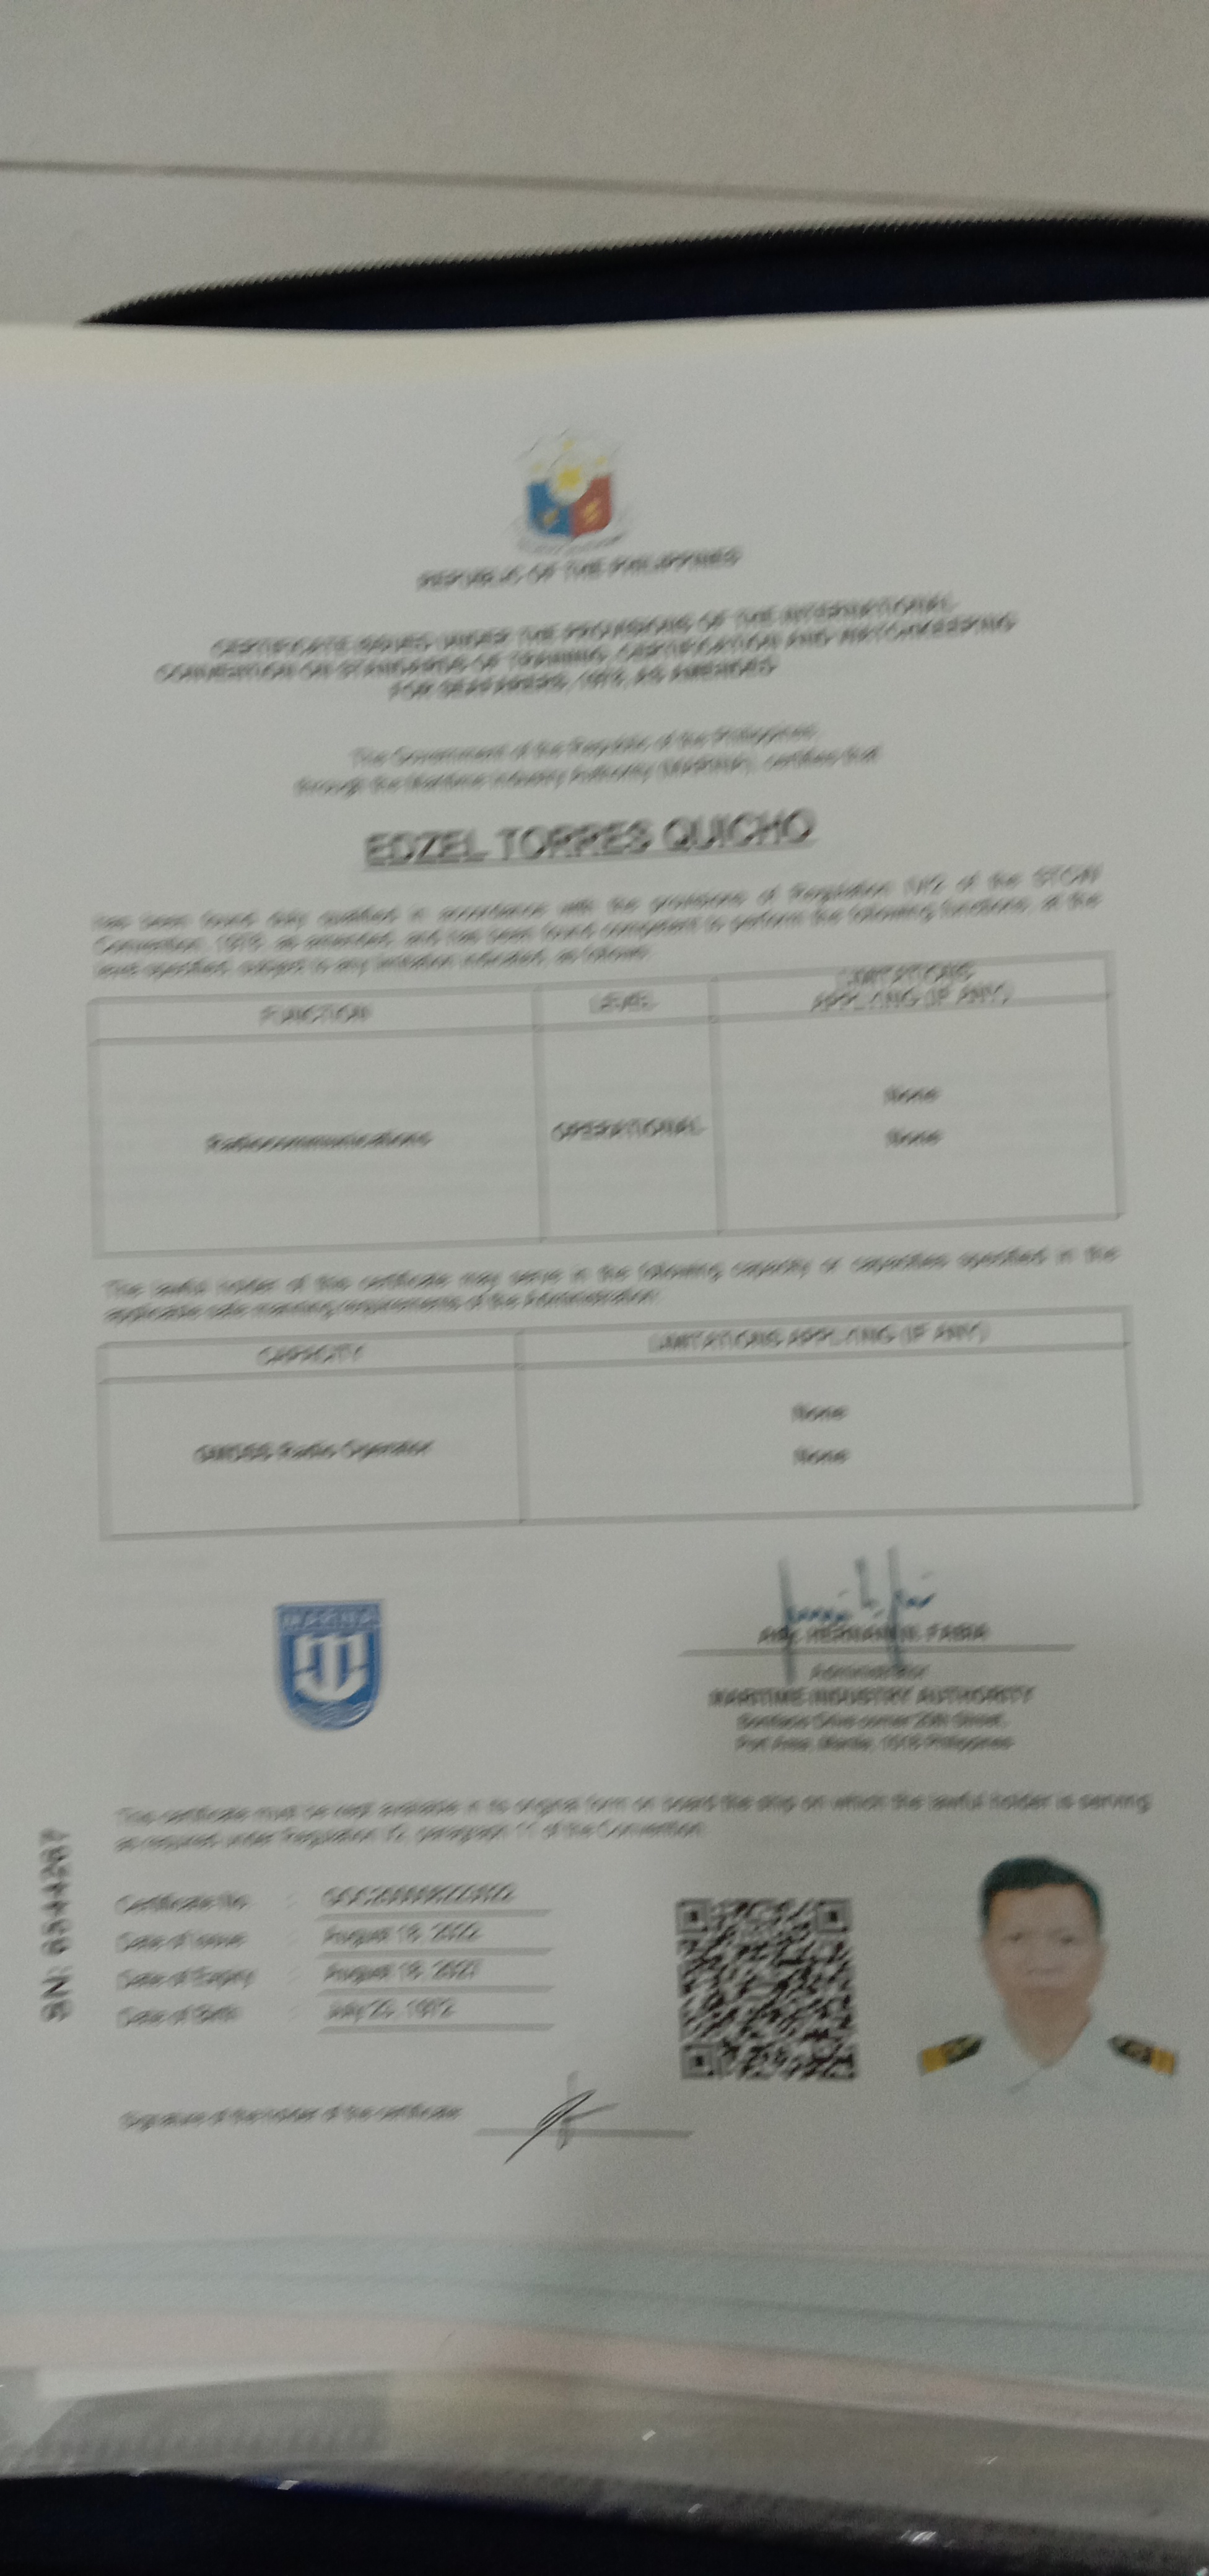 REPUBLIC OF THE PHILIPPINES
CERTIFICATE ISSUED UNDER THE PROVISIONS OF THE INTERNATIONAL
CONVENTION ON STANDARDS OF TRAINING, CERTIFICATION AND WATCHKEEPING
FOR SEAFARERS, 1978, AS AMENDED
The Government of the Republic of the Philippines,
through the Maritime Industry Authority (MARINA), certifies that
EDZEL TORRES QUICHO
has been found duly qualified in accordance with the provisions of Regulation IV/2 of the STCW
Convention, 1978, as amended, and has been found competent to perform the following functions, at the
level specified, subject to any limitation indicated, as follows:
FUNCTION LEVEL LIMITATIONS
APPLYING (IF ANY)
Radiocommunications OPERATIONAL None
None
The lawful holder of this certificate may serve in the following capacity or capacities specified in the
applicable safe manning requirements of the Administration:
CAPACITY LIMITATIONS APPLYING (IF ANY)
GMDSS Radio Operator None
None
MARINA
HERNANI N. FABIA
Administrator
MARITIME INDUSTRY AUTHORITY
Bonifacio Drive corner 20th Street,
Port Area, Manila, 1018 Philippines
This certificate must be kept available in its original form on board the ship on which the lawful holder is serving
as required under Regulation I/2, paragraph 11 of the Convention.
Certificate No. :
Date of Issue : August 2022
Date of Expiry : August 2027
Date of Birth : July 1972
Signature of the holder of the certificate
SN: